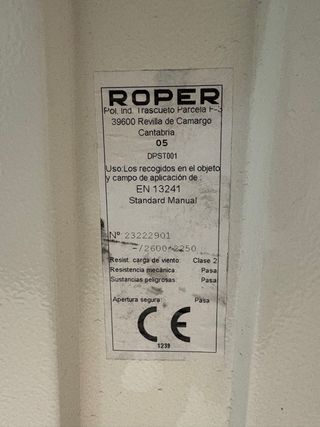 ROPER
Pol. Ind. Trascueto Parcela F-3
39600 Revilla de Camargo
Cantabria
05
DPST001
Uso:Los recogidos en el objeto
y campo de aplicación de :
EN 13241
Standard Manual
Nº 23222901
-/2600-2250
Resist. carga de viento: Clase 2
Resistencia mecánica: Pasa
Sustancias peligrosas: Pasa
Apertura segura: Pasa
CE
1239